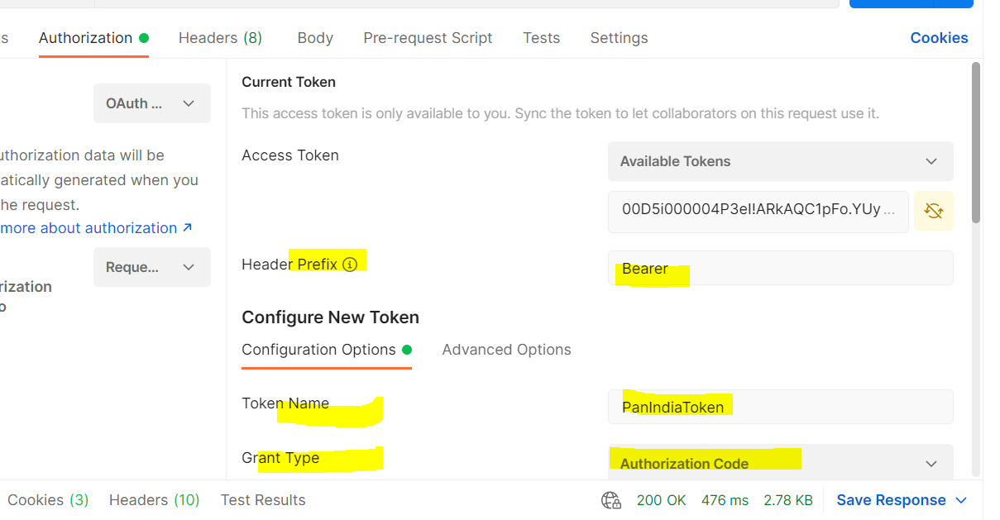 s Authorization Headers (8) Body Pre-request Script Tests Settings Cookies
Current Token
OAuth ...
This access token is only available to you. Sync the token to let collaborators on this request use it.
uthorization data will be
atically generated when you
he request.
more about authorization ↗
Access Token Available Tokens
00D5i000004P3eI!ARkAQC1pFo.YUy ...
Reque...
rization
o
Header Prefix Bearer
Configure New Token
Configuration Options Advanced Options
Token Name PanIndiaToken
Grant Type Authorization Code
Cookies (3) Headers (10) Test Results 200 OK 476 ms 2.78 KB Save Response